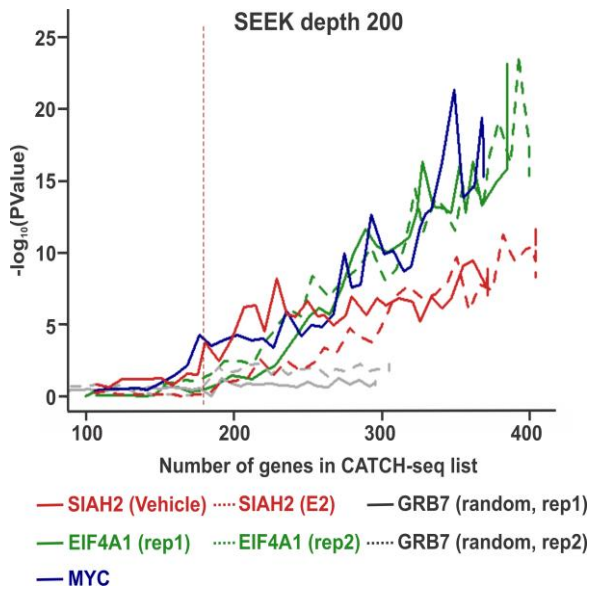 SEEK depth 200
25
20
15
10
5
0
-log₁₀(PValue)
100 200 300 400
Number of genes in CATCH-seq list
SIAH2 (Vehicle) SIAH2 (E2) GRB7 (random, rep1)
EIF4A1 (rep1) EIF4A1 (rep2) GRB7 (random, rep2)
MYC